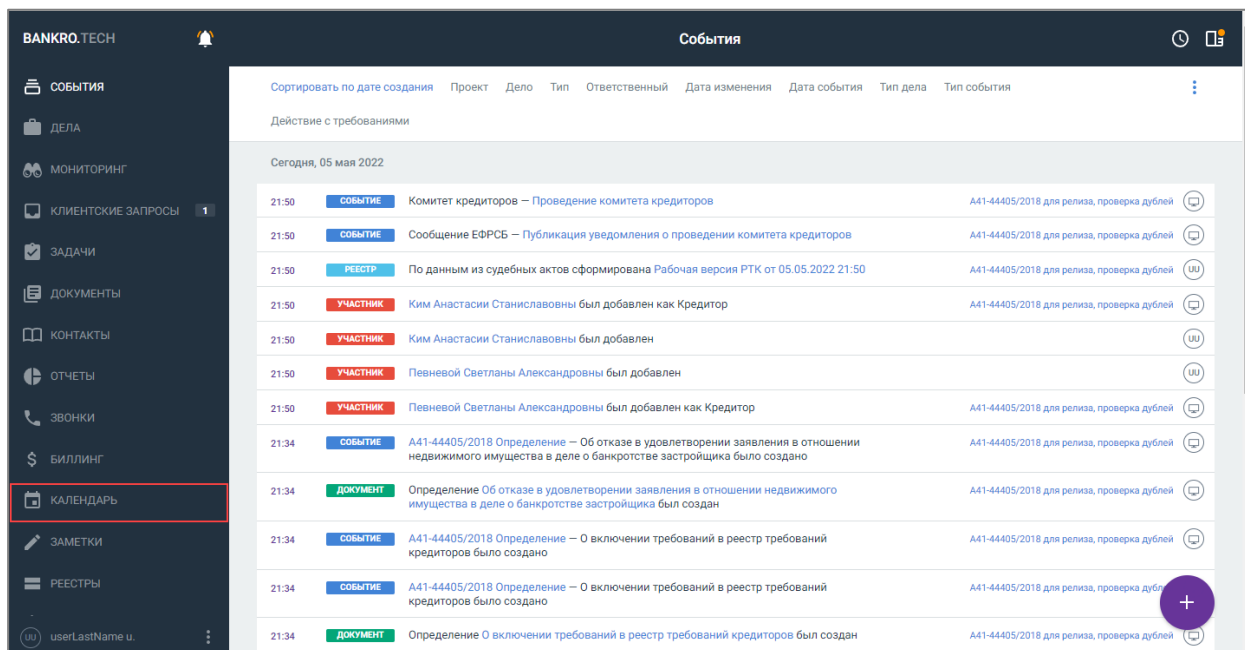 BANKRO.TECH
События
СОБЫТИЯ
ДЕЛА
МОНИТОРИНГ
КЛИЕНТСКИЕ ЗАПРОСЫ 1
ЗАДАЧИ
ДОКУМЕНТЫ
КОНТАКТЫ
ОТЧЕТЫ
ЗВОНКИ
$ БИЛЛИНГ
КАЛЕНДАРЬ
ЗАМЕТКИ
РЕЕСТРЫ
UU userLastName u.
Сортировать по дате создания Проект Дело Тип Ответственный Дата изменения Дата события Тип дела Тип события
Действие с требованиями
Сегодня, 05 мая 2022
21:50 СОБЫТИЕ Комитет кредиторов — Проведение комитета кредиторов А41-44405/2018 для релиза, проверка дублей
21:50 СОБЫТИЕ Сообщение ЕФРСБ — Публикация уведомления о проведении комитета кредиторов А41-44405/2018 для релиза, проверка дублей
21:50 РЕЕСТР По данным из судебных актов сформирована Рабочая версия РТК от 05.05.2022 21:50 А41-44405/2018 для релиза, проверка дублей UU
21:50 УЧАСТНИК Ким Анастасии Станиславовны был добавлен как Кредитор А41-44405/2018 для релиза, проверка дублей
21:50 УЧАСТНИК Ким Анастасии Станиславовны был добавлен UU
21:50 УЧАСТНИК Певневой Светланы Александровны был добавлен UU
21:50 УЧАСТНИК Певневой Светланы Александровны был добавлен как Кредитор А41-44405/2018 для релиза, проверка дублей
21:34 СОБЫТИЕ А41-44405/2018 Определение — Об отказе в удовлетворении заявления в отношении А41-44405/2018 для релиза, проверка дублей
недвижимого имущества в деле о банкротстве застройщика было создано
21:34 ДОКУМЕНТ Определение Об отказе в удовлетворении заявления в отношении недвижимого А41-44405/2018 для релиза, проверка дублей
имущества в деле о банкротстве застройщика был создан
21:34 СОБЫТИЕ А41-44405/2018 Определение — О включении требований в реестр требований А41-44405/2018 для релиза, проверка дублей
кредиторов было создано
21:34 СОБЫТИЕ А41-44405/2018 Определение — О включении требований в реестр требований А41-44405/2018 для релиза, проверка
кредиторов было создано
21:34 ДОКУМЕНТ Определение О включении требований в реестр требований кредиторов был создан А41-44405/2018 для релиза, проверка дублей